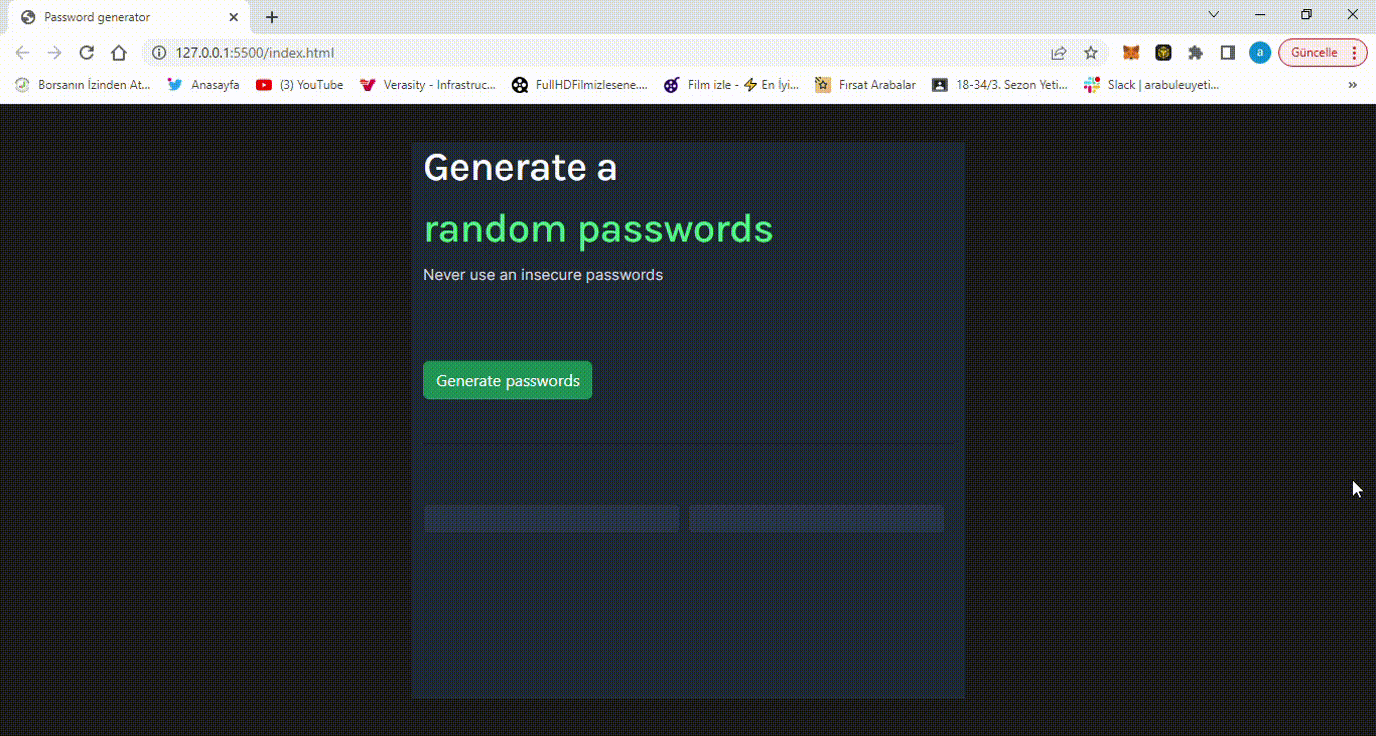 Password generator
127.0.0.1:5500/index.html
a
Güncelle
Borsanın İzinden At...
Anasayfa
(3) YouTube
Verasity - Infrastruc...
FullHDFilmizlesene....
Film izle - ⚡ En İyi...
Fırsat Arabalar
18-34/3. Sezon Yeti...
Slack | arabuleuyeti...
»
Generate a
random passwords
Never use an insecure passwords
Generate passwords